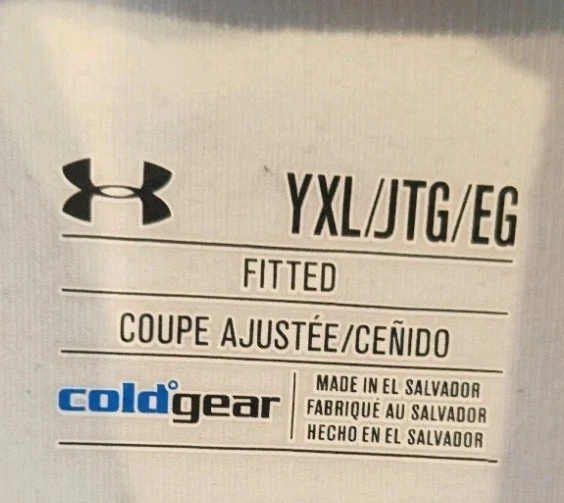 YXL/JTG/EG
FITTED
COUPE AJUSTÉE/CEÑIDO
coldgear
MADE IN EL SALVADOR
FABRIQUÉ AU SALVADOR
HECHO EN EL SALVADOR